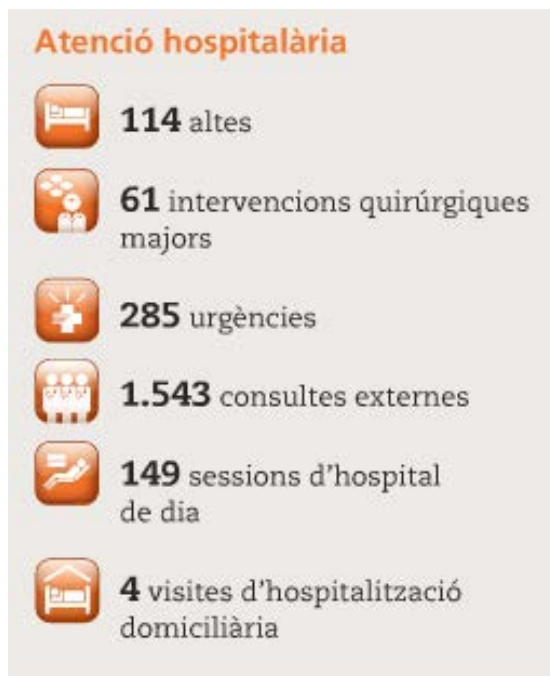 Atenció hospitalària
114 altes
61 intervencions quirúrgiques
majors
285 urgències
1.543 consultes externes
149 sessions d'hospital
de dia
4 visites d'hospitalització
domiciliària